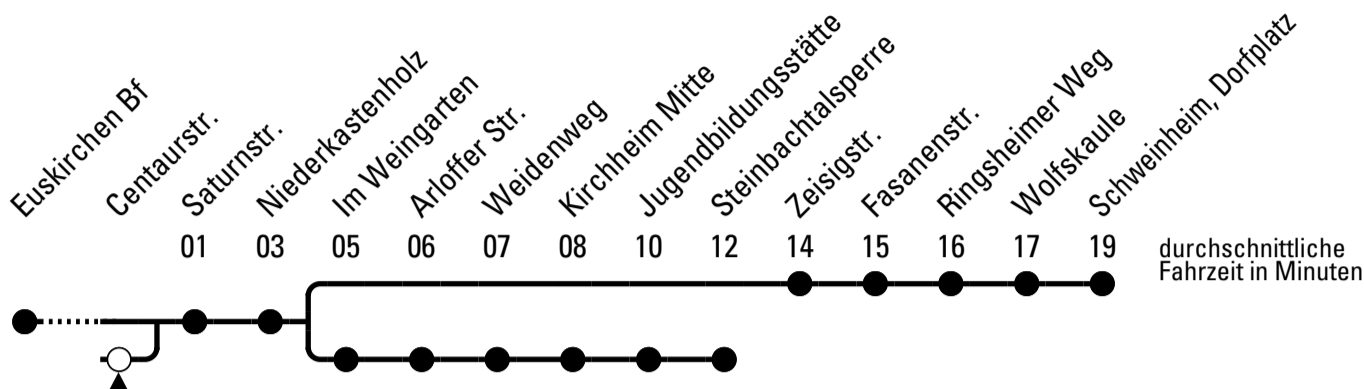 Euskirchen Bf
Centaurstr.
Saturnstr.
Niederkastenholz
Im Weingarten
Arloffer Str.
Weidenweg
Kirchheim Mitte
Jugendbildungsstätte
Steinbachtalsperre
Zeisigstr.
Fasanenstr.
Ringsheimer Weg
Wolfskaule
Schweinheim, Dorfplatz
01 03 05 06 07 08 10 12 14 15 16 17 19
durchschnittliche
Fahrzeit in Minuten